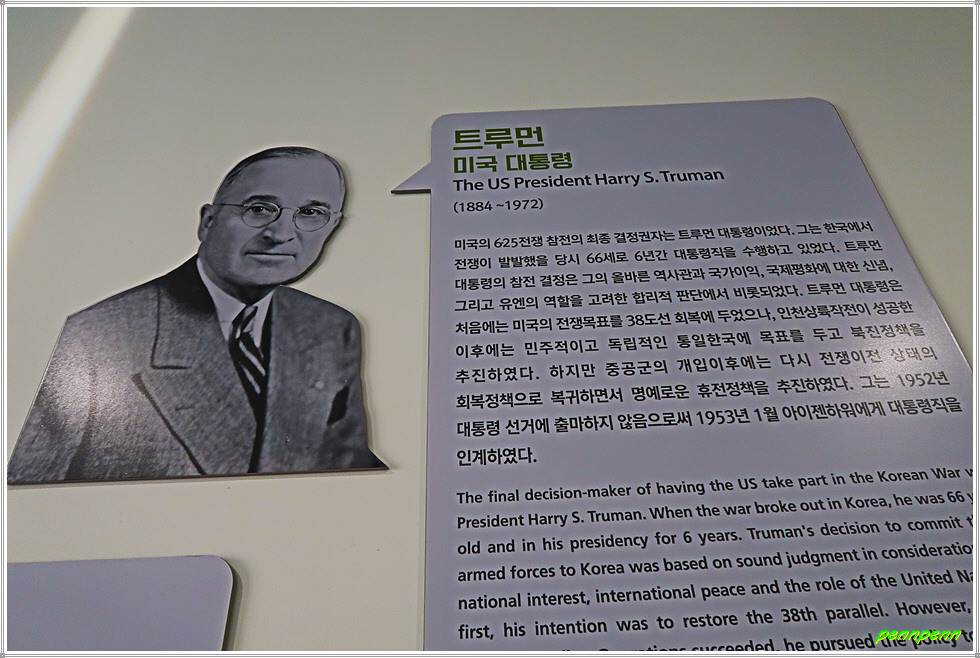 트루먼
미국 대통령
The US President Harry S. Truman
(1884 ~1972)
미국의 625전쟁 참전의 최종 결정권자는 트루먼 대통령이었다. 그는 한국에서
전쟁이 발발했을 당시 66세로 6년간 대통령직을 수행하고 있었다. 트루먼
대통령의 참전 결정은 그의 올바른 역사관과 국가이익, 국제평화에 대한 신념,
그리고 유엔의 역할을 고려한 합리적 판단에서 비롯되었다. 트루먼 대통령은
처음에는 미국의 전쟁목표를 38도선 회복에 두었으나, 인천상륙작전이 성공한
이후에는 민주적이고 독립적인 통일한국에 목표를 두고 북진정책을
추진하였다. 하지만 중공군의 개입이후에는 다시 전쟁이전 상태의
회복정책으로 복귀하면서 명예로운 휴전정책을 추진하였다. 그는 1952년
대통령 선거에 출마하지 않음으로써 1953년 1월 아이젠하워에게 대통령직을
인계하였다.
The final decision-maker of having the US take part in the Korean War
President Harry S. Truman. When the war broke out in Korea, he was 66
old and in his presidency for 6 years. Truman's decision to commit
armed forces to Korea was based on sound judgment in
national interest, international peace and the role of the United
first, his intention was to restore the 38th parallel. However,
succeeded, he pursued the policy
pennpenn